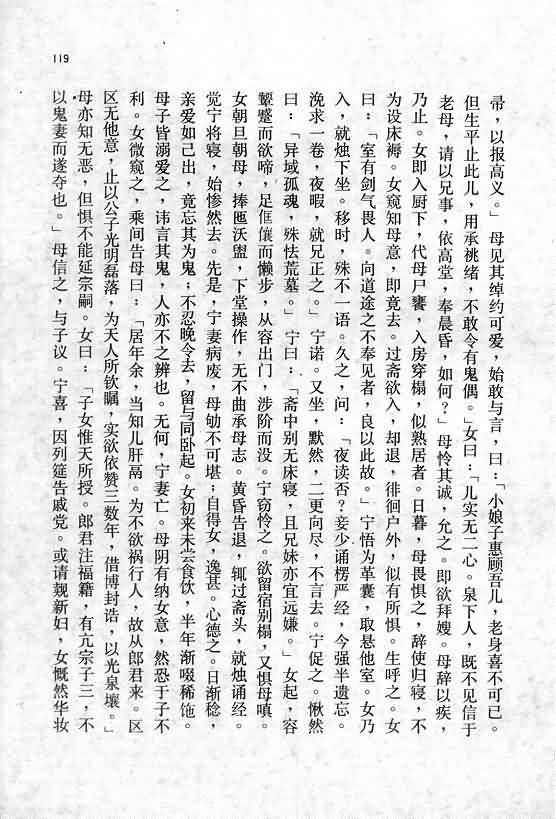 119
帚，以报高义。」母见其绰约可爱，始敢与言，曰：「小娘子惠顾吾儿，老身喜不可已。
但生平止此儿，用承祧绪，不敢令有鬼偶。」女曰：「儿实无二心。泉下人，既不见信于
老母，请以兄事，依高堂，奉晨昏，如何？」母怜其诚，允之。即欲拜嫂。母辞以疾，
乃止。女即入厨下，代母尸饔，入房穿榻，似熟居者。日暮，母畏惧之，辞使归寝，不
为设床褥。女窥知母意，即竟去。过斋欲入，却退，徘徊户外，似有所惧。生呼之。女
曰：「室有剑气畏人。向道途之不奉见者，良以此故。」宁悟为革囊，取悬他室。女乃
入，就烛下坐。移时，殊不一语。久之，问：「夜读否？妾少诵楞严经，今强半遗忘。
浼求一卷，夜暇，就兄正之。」宁诺。又坐，默然，二更向尽，不言去。宁促之。愀然
曰：「异域孤魂，殊怯荒墓。」宁曰：「斋中别无床寝，且兄妹亦宜远嫌。」女起，容
颦蹙而欲啼，足㑌儴而懒步，从容出门，涉阶而没。宁窃怜之。欲留宿别榻，又惧母嗔。
女朝旦朝母，捧匜沃盥，下堂操作，无不曲承母志。黄昏告退，辄过斋头，就烛诵经。
觉宁将寝，始惨然去。先是，宁妻病废，母劬不可堪；自得女，逸甚。心德之。日渐稔，
亲爱如己出，竟忘其为鬼；不忍晚令去，留与同卧起。女初来未尝食饮，半年渐啜稀𬨎。
母子皆溺爱之，讳言其鬼，人亦不之辨也。无何，宁妻亡。母阴有纳女意，然恐于子不
利。女微窥之，乘间告母曰：「居年余，当知儿肝鬲。为不欲祸行人，故从郎君来。区
区无他意，止以公子光明磊落，为天人所钦瞩，实欲依赞三数年，借博封诰，以光泉壤。」
母亦知无恶，但惧不能延宗嗣。女曰：「子女惟天所授。郎君注福籍，有亢宗子三，不
以鬼妻而遂夺也。」母信之，与子议。宁喜，因列筵告戚党。或请觌新妇，女慨然华妆